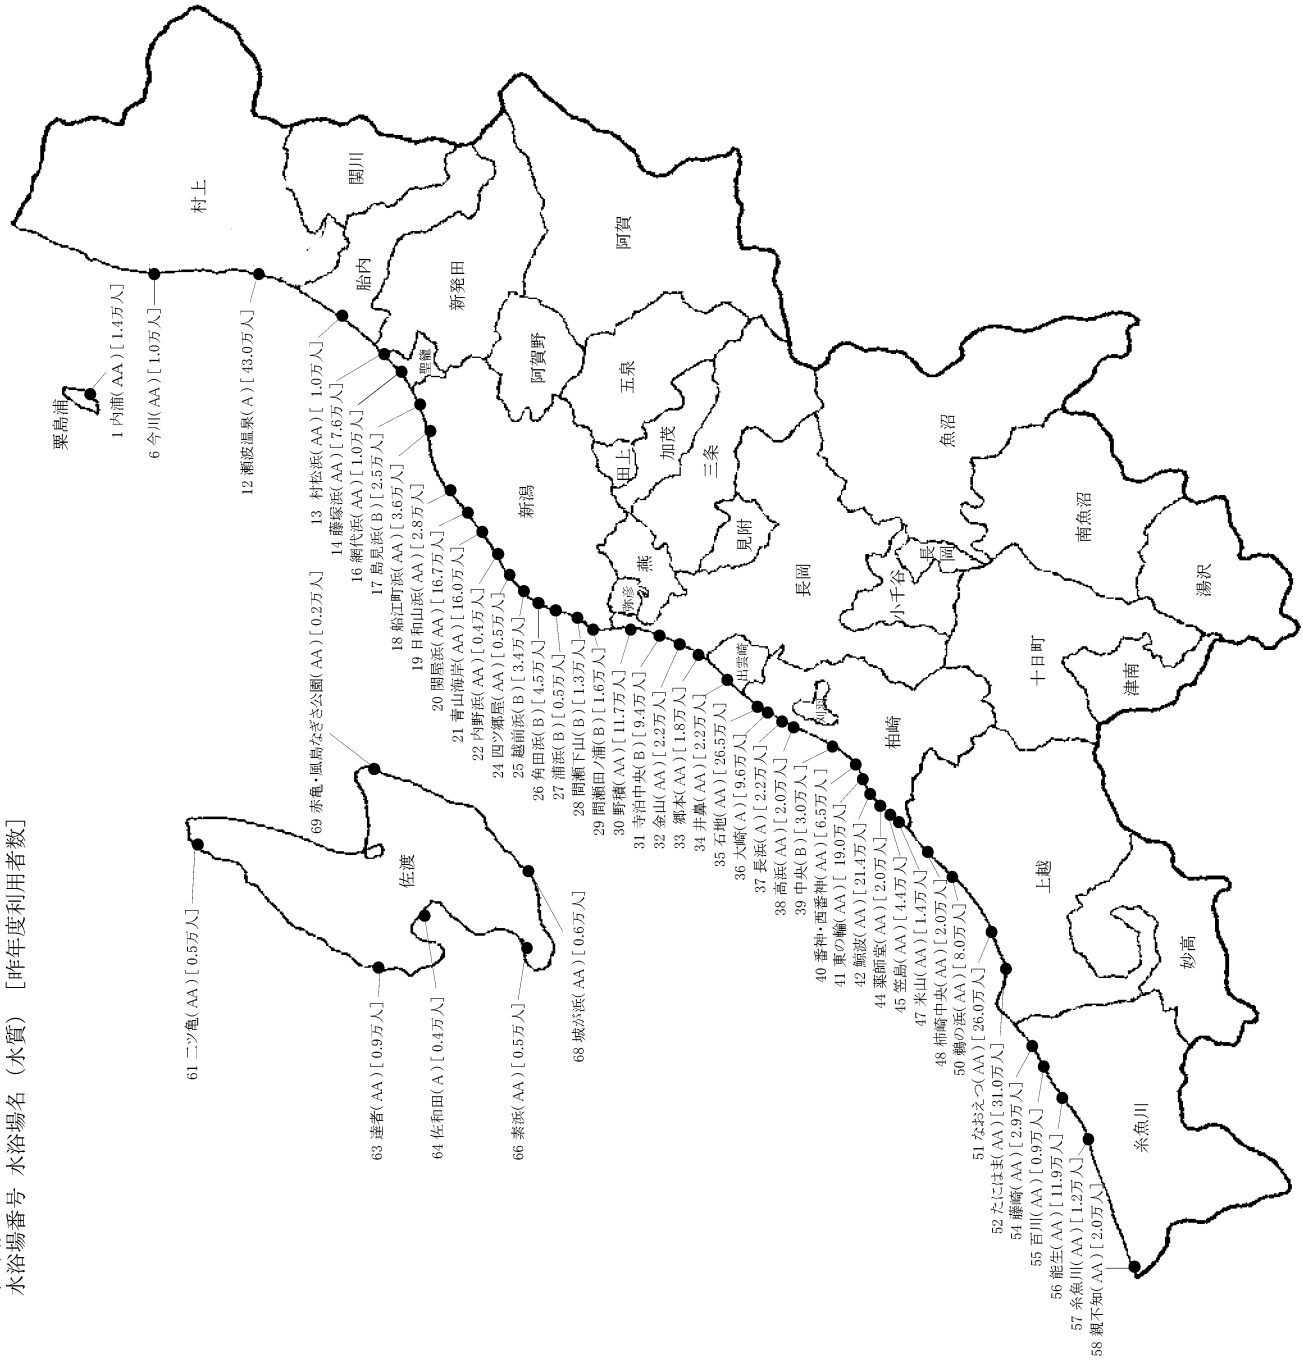 水浴場番号 水浴場名 (水質) [昨年度利用者数]
粟島浦
1 内浦(AA)[1.4万人]
6 今川(AA)[1.0万人]
12 瀬波温泉(A)[43.0万人]
13 村松浜(AA)[1.0万人]
14 藤塚浜(AA)[7.6万人]
16 網代浜(AA)[1.0万人]
17 島見浜(B)[2.5万人]
18 船江町浜(AA)[3.6万人]
19 日和山浜(AA)[2.8万人]
20 関屋浜(AA)[16.7万人]
21 青山海岸(AA)[16.0万人]
22 内野浜(AA)[0.4万人]
24 四ツ郷屋(AA)[0.5万人]
25 越前浜(B)[3.4万人]
26 角田浜(B)[4.5万人]
27 浦浜(B)[0.5万人]
28 間瀬下山(B)[1.3万人]
29 間瀬田ノ浦(B)[1.6万人]
30 野積(AA)[11.7万人]
31 寺泊中央(B)[9.4万人]
32 金山(AA)[2.2万人]
33 郷本(AA)[1.8万人]
34 井鼻(AA)[2.2万人]
35 石地(AA)[26.5万人]
36 大崎(A)[9.6万人]
37 長浜(A)[2.2万人]
38 高浜(AA)[2.0万人]
39 中央(B)[3.0万人]
40 番神・西番神(AA)[6.5万人]
41 東の輪(AA)[19.0万人]
42 鯨波(AA)[21.4万人]
44 薬師堂(AA)[2.0万人]
45 笠島(AA)[4.4万人]
47 米山(AA)[1.4万人]
48 柿崎中央(AA)[2.0万人]
50 鵜の浜(AA)[8.0万人]
51 なおえつ(AA)[26.0万人]
52 たにはま(AA)[31.0万人]
54 藤崎(AA)[2.9万人]
55 百川(AA)[0.9万人]
56 能生(AA)[11.9万人]
57 糸魚川(AA)[1.2万人]
58 親不知(AA)[2.0万人]
61 二ツ亀(AA)[0.5万人]
63 達者(AA)[0.9万人]
64 佐和田(A)[0.4万人]
66 素浜(AA)[0.5万人]
68 城が浜(AA)[0.6万人]
69 赤亀・風島なぎさ公園(AA)[0.2万人]
佐渡
村上
関川
胎内
新発田
聖籠
阿賀野
阿賀
新潟
五泉
田上
加茂
三条
燕
弥彦
見附
長岡
出雲崎
刈羽
柏崎
小千谷
長岡
魚沼
南魚沼
湯沢
十日町
津南
上越
妙高
糸魚川